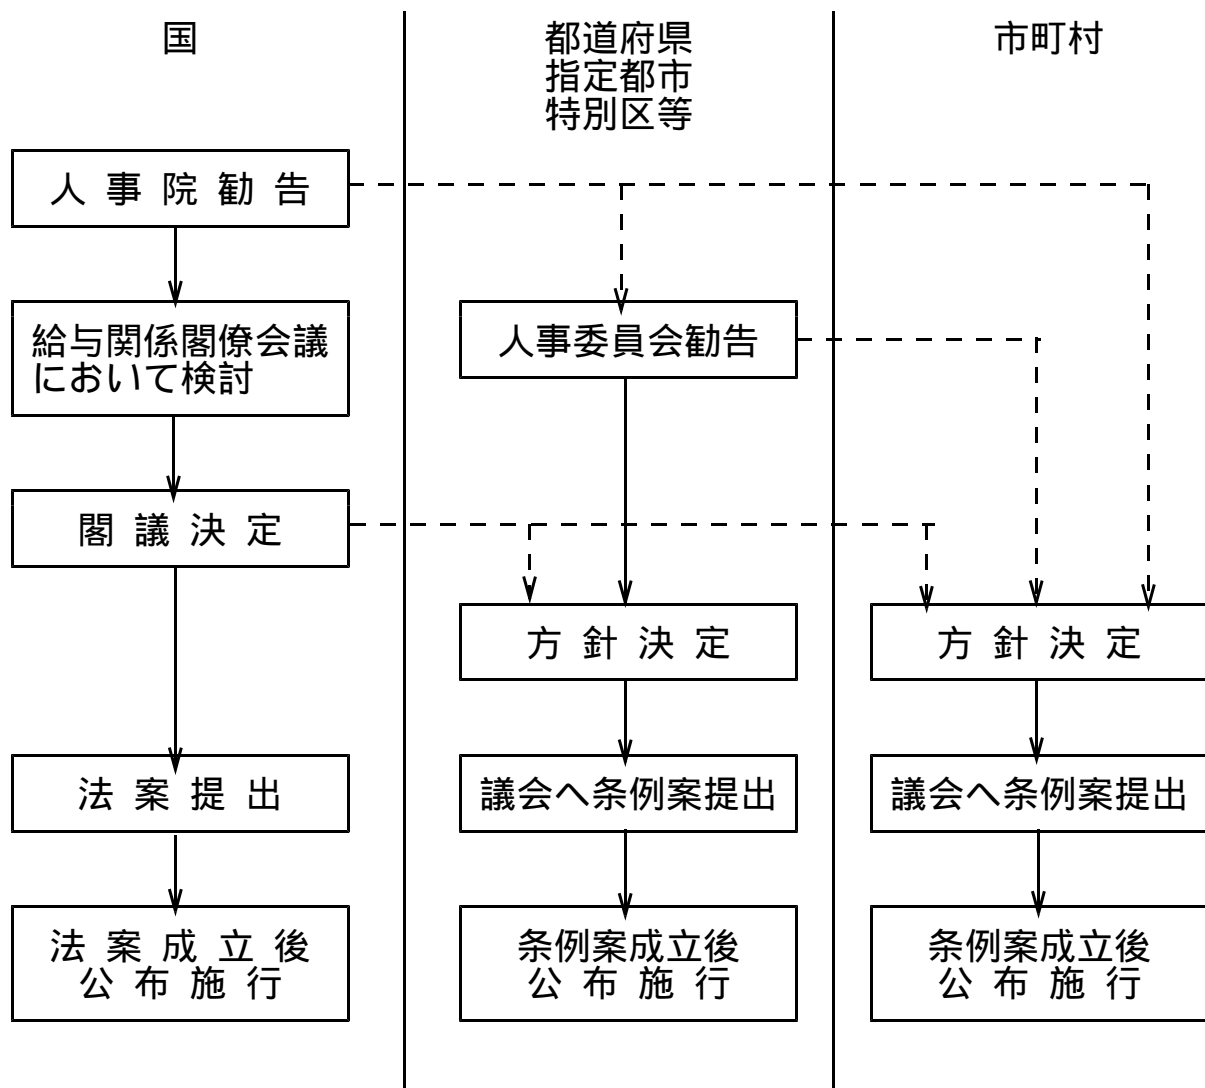 国
都道府県
指定都市
特別区等
市町村
人事院勧告
給与関係閣僚会議
において検討
人事委員会勧告
閣議決定
方針決定
方針決定
法案提出
議会へ条例案提出
議会へ条例案提出
法案成立後
公布施行
条例案成立後
公布施行
条例案成立後
公布施行